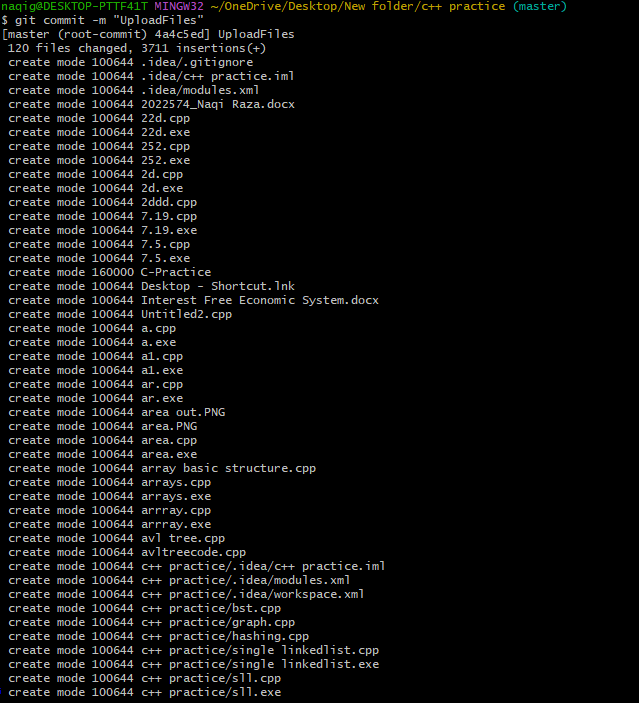 naqig@DESKTOP-PTTF41T MINGW32 ~/OneDrive/Desktop/New folder/c++ practice (master)
$ git commit -m "UploadFiles"
[master (root-commit) 4a4c5ed] UploadFiles
 120 files changed, 3711 insertions(+)
 create mode 100644 .idea/.gitignore
 create mode 100644 .idea/c++ practice.iml
 create mode 100644 .idea/modules.xml
 create mode 100644 2022574_Naqi Raza.docx
 create mode 100644 22d.cpp
 create mode 100644 22d.exe
 create mode 100644 252.cpp
 create mode 100644 252.exe
 create mode 100644 2d.cpp
 create mode 100644 2d.exe
 create mode 100644 2ddd.cpp
 create mode 100644 7.19.cpp
 create mode 100644 7.19.exe
 create mode 100644 7.5.cpp
 create mode 100644 7.5.exe
 create mode 160000 C-Practice
 create mode 100644 Desktop - Shortcut.lnk
 create mode 100644 Interest Free Economic System.docx
 create mode 100644 Untitled2.cpp
 create mode 100644 a.cpp
 create mode 100644 a.exe
 create mode 100644 a1.cpp
 create mode 100644 a1.exe
 create mode 100644 ar.cpp
 create mode 100644 ar.exe
 create mode 100644 area out.PNG
 create mode 100644 area.PNG
 create mode 100644 area.cpp
 create mode 100644 area.exe
 create mode 100644 array basic structure.cpp
 create mode 100644 arrays.cpp
 create mode 100644 arrays.exe
 create mode 100644 arrray.cpp
 create mode 100644 arrray.exe
 create mode 100644 avl tree.cpp
 create mode 100644 avltreecode.cpp
 create mode 100644 c++ practice/.idea/c++ practice.iml
 create mode 100644 c++ practice/.idea/modules.xml
 create mode 100644 c++ practice/.idea/workspace.xml
 create mode 100644 c++ practice/bst.cpp
 create mode 100644 c++ practice/graph.cpp
 create mode 100644 c++ practice/hashing.cpp
 create mode 100644 c++ practice/single linkedlist.cpp
 create mode 100644 c++ practice/single linkedlist.exe
 create mode 100644 c++ practice/sll.cpp
 create mode 100644 c++ practice/sll.exe